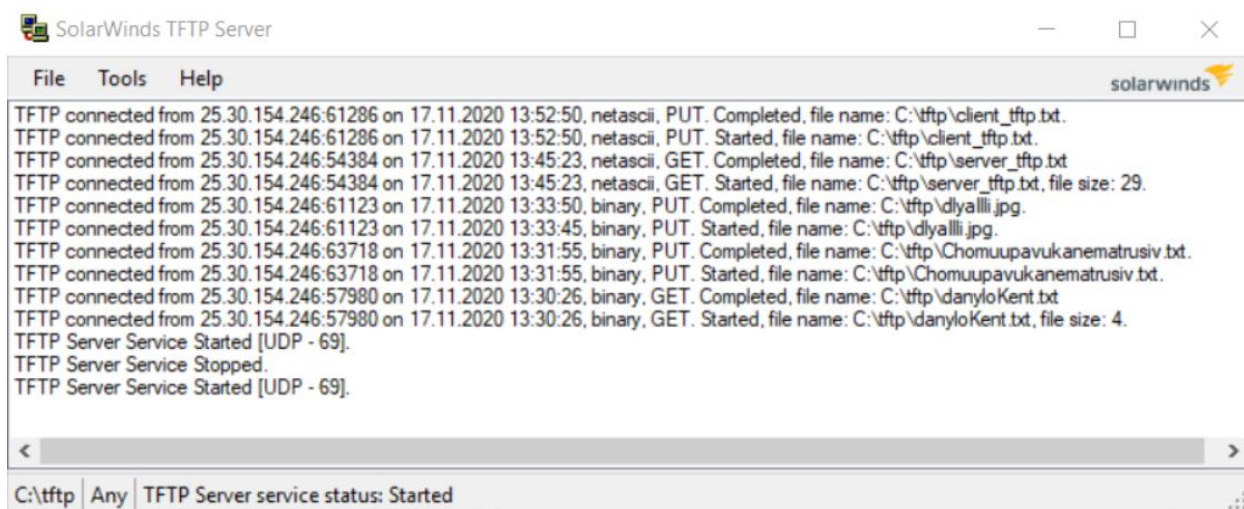 SolarWinds TFTP Server
File Tools Help
solarwinds
TFTP connected from 25.30.154.246:61286 on 17.11.2020 13:52:50, netascii, PUT. Completed, file name: C:\tftp\client_tftp.txt.
TFTP connected from 25.30.154.246:61286 on 17.11.2020 13:52:50, netascii, PUT. Started, file name: C:\tftp\client_tftp.txt.
TFTP connected from 25.30.154.246:54384 on 17.11.2020 13:45:23, netascii, GET. Completed, file name: C:\tftp\server_tftp.txt
TFTP connected from 25.30.154.246:54384 on 17.11.2020 13:45:23, netascii, GET. Started, file name: C:\tftp\server_tftp.txt, file size: 29.
TFTP connected from 25.30.154.246:61123 on 17.11.2020 13:33:50, binary, PUT. Completed, file name: C:\tftp\dlyallli.jpg.
TFTP connected from 25.30.154.246:61123 on 17.11.2020 13:33:45, binary, PUT. Started, file name: C:\tftp\dlyallli.jpg.
TFTP connected from 25.30.154.246:63718 on 17.11.2020 13:31:55, binary, PUT. Completed, file name: C:\tftp\Chomuupavukanematrusiv.txt.
TFTP connected from 25.30.154.246:63718 on 17.11.2020 13:31:55, binary, PUT. Started, file name: C:\tftp\Chomuupavukanematrusiv.txt.
TFTP connected from 25.30.154.246:57980 on 17.11.2020 13:30:26, binary, GET. Completed, file name: C:\tftp\danyloKent.txt
TFTP connected from 25.30.154.246:57980 on 17.11.2020 13:30:26, binary, GET. Started, file name: C:\tftp\danyloKent.txt, file size: 4.
TFTP Server Service Started [UDP - 69].
TFTP Server Service Stopped.
TFTP Server Service Started [UDP - 69].
C:\tftp Any TFTP Server service status: Started